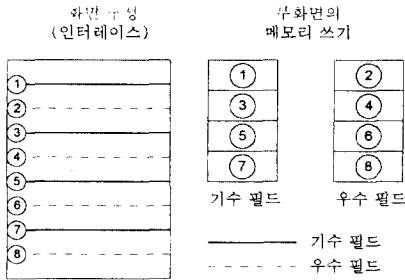 화면 구성
(인터레이스)
부화면의
메모리 쓰기
①
②
③
④
⑤
⑥
⑦
⑧
①
③
⑤
⑦
기수 필드
②
④
⑥
⑧
우수 필드
기수 필드
우수 필드